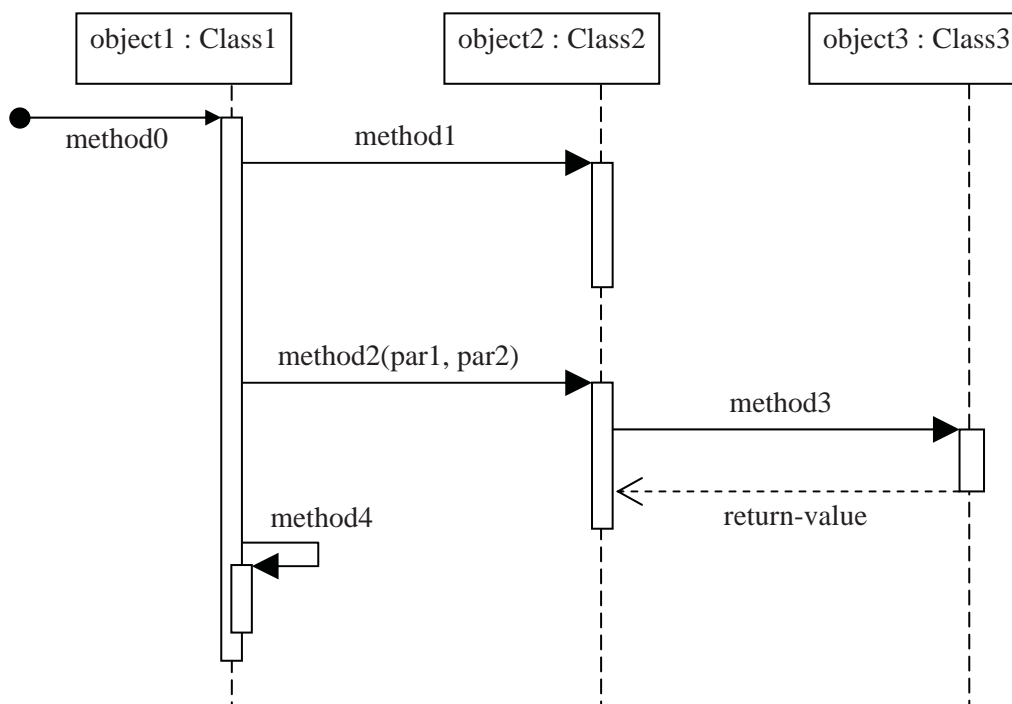 object1 : Class1
object2 : Class2
object3 : Class3
method0
method1
method2(par1, par2)
method3
return-value
method4